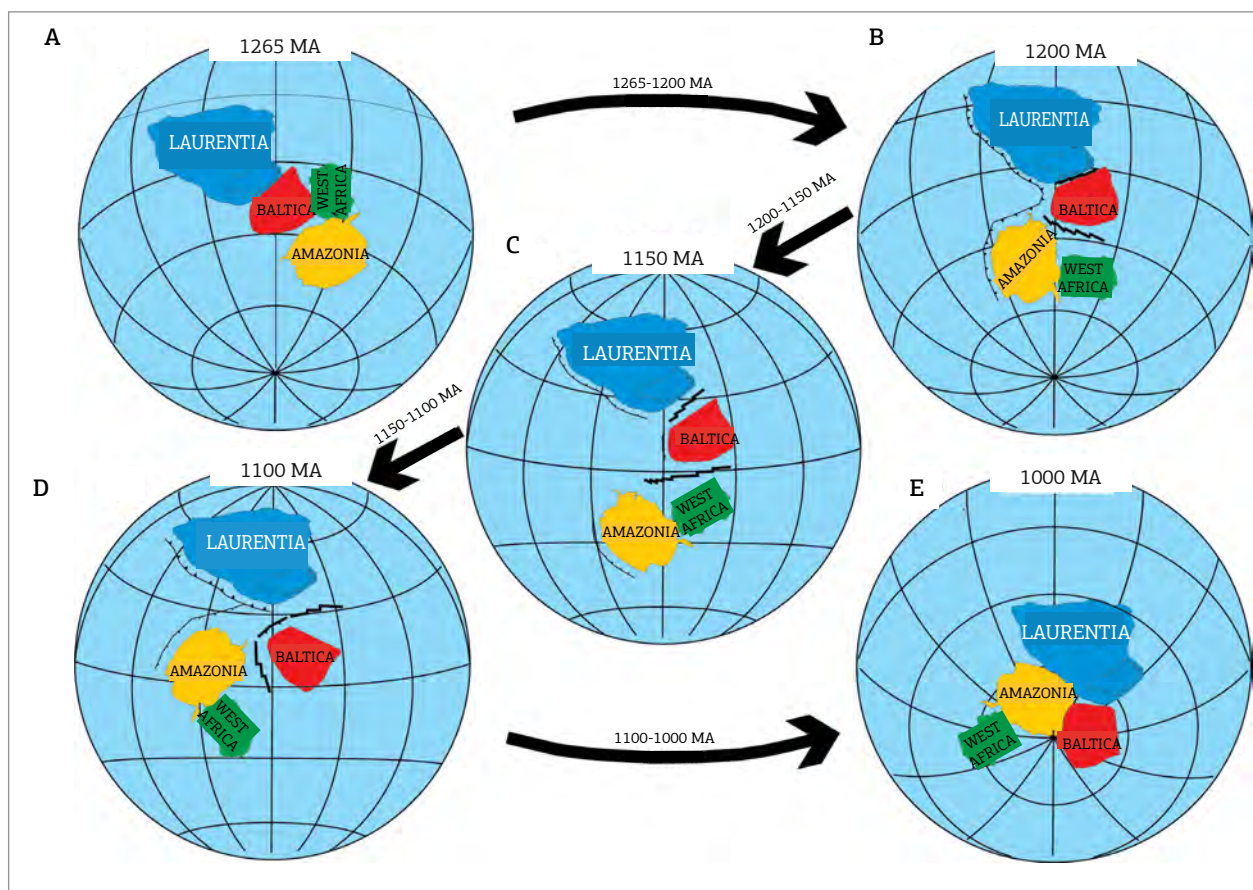 A
1265 MA
LAURENTIA
BALTICA
WEST
AFRICA
AMAZONIA
1265-1200 MA
B
1200 MA
LAURENTIA
BALTICA
AMAZONIA
WEST
AFRICA
1200-1150 MA
C
1150 MA
LAURENTIA
BALTICA
WEST
AFRICA
AMAZONIA
1150-1100 MA
D
1100 MA
LAURENTIA
AMAZONIA
BALTICA
WEST
AFRICA
1100-1000 MA
E
1000 MA
LAURENTIA
AMAZONIA
WEST
AFRICA
BALTICA